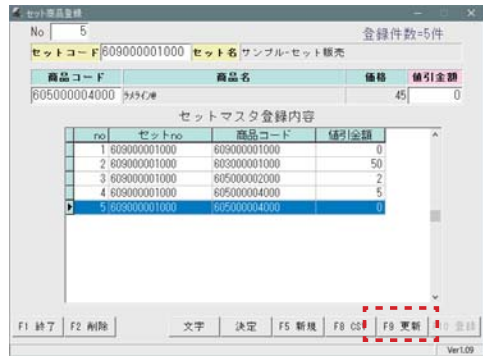 セット商品登録
No 5 登録件数=5件
セットコード 609000001000 セット名 サンプル-セット販売
商品コード 商品名 価格 値引金額
605000004000 45 0
セットマスタ登録内容
no セットno 商品コード 値引金額
1 609000001000 609000001000 0
2 609000001000 603000001000 50
3 609000001000 605000002000 2
4 609000001000 605000004000 5
5 609000001000 605000004000 0
F1 終了 F2 削除 文字 決定 F5 新規 F8 CSV F9 更新 登録
Ver1.09